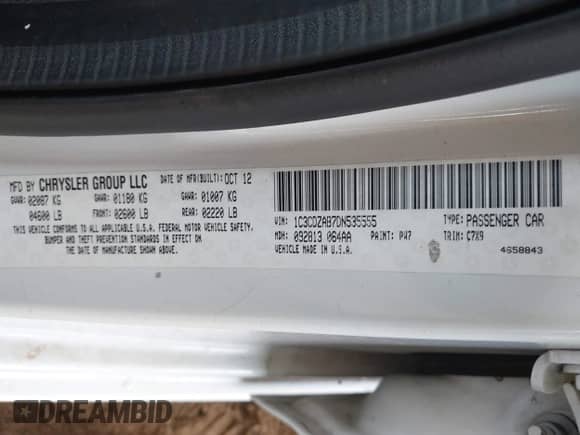 MFD BY CHRYSLER GROUP LLC
DATE OF MFR(BUILT): OCT 12
GVWR: 02087 KG
GAWR: 01180 KG
GAWR: 01007 KG
04600 LB
FRONT: 02600 LB
REAR: 02220 LB
THIS VEHICLE CONFORMS TO ALL APPLICABLE U.S.A. FEDERAL MOTOR VEHICLE SAFETY,
BUMPER AND THEFT PREVENTION STANDARDS IN EFFECT ON
THE DATE OF MANUFACTURE SHOWN ABOVE.
VIN: 1C3CDZAB7DN535555
TYPE: PASSENGER CAR
MDH: 092813 064AA
PAINT: PW7
TRIM: C7X9
VEHICLE MADE IN U.S.A.
4658843
DREAMBID